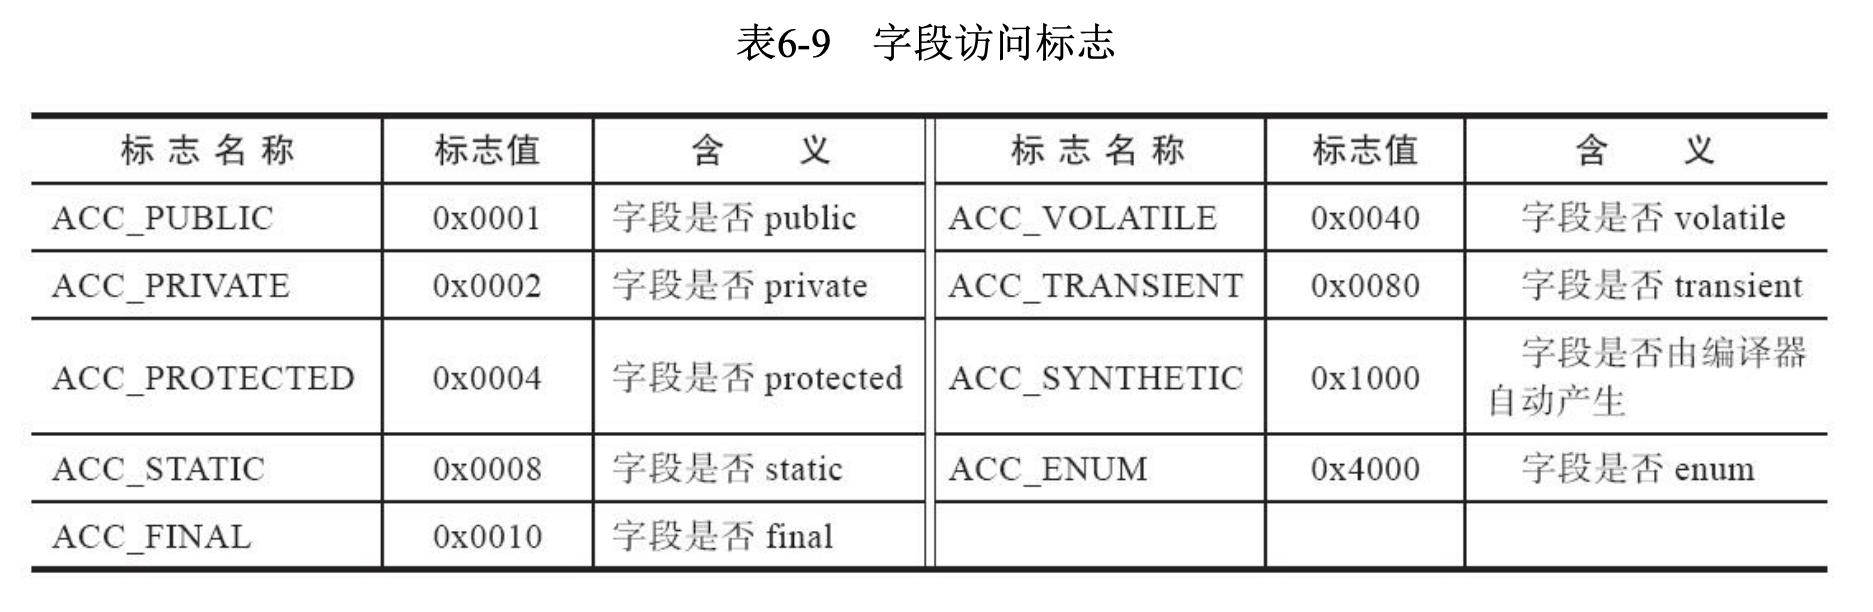 表6-9 字段访问标志
标志名称 标志值 含 义 标志名称 标志值 含 义
ACC_PUBLIC 0x0001 字段是否 public ACC_VOLATILE 0x0040 字段是否 volatile
ACC_PRIVATE 0x0002 字段是否 private ACC_TRANSIENT 0x0080 字段是否 transient
ACC_PROTECTED 0x0004 字段是否 protected ACC_SYNTHETIC 0x1000 字段是否由编译器
自动产生
ACC_STATIC 0x0008 字段是否 static ACC_ENUM 0x4000 字段是否 enum
ACC_FINAL 0x0010 字段是否 final